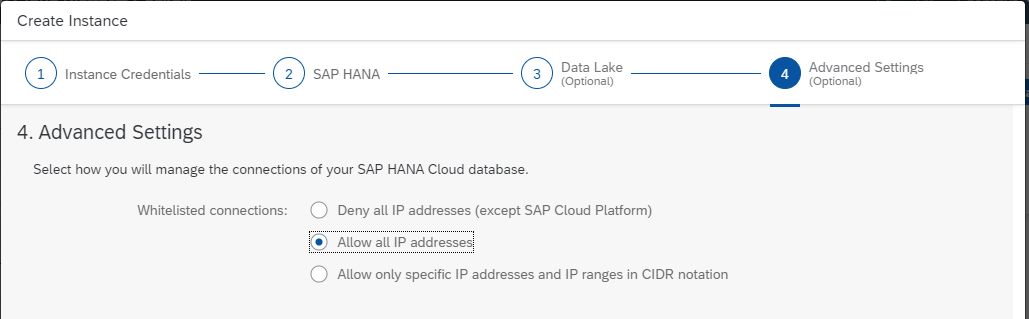 Create Instance
1 Instance Credentials 2 SAP HANA 3 Data Lake (Optional) 4 Advanced Settings (Optional)
4. Advanced Settings
Select how you will manage the connections of your SAP HANA Cloud database.
Whitelisted connections: Deny all IP addresses (except SAP Cloud Platform)
Allow all IP addresses
Allow only specific IP addresses and IP ranges in CIDR notation